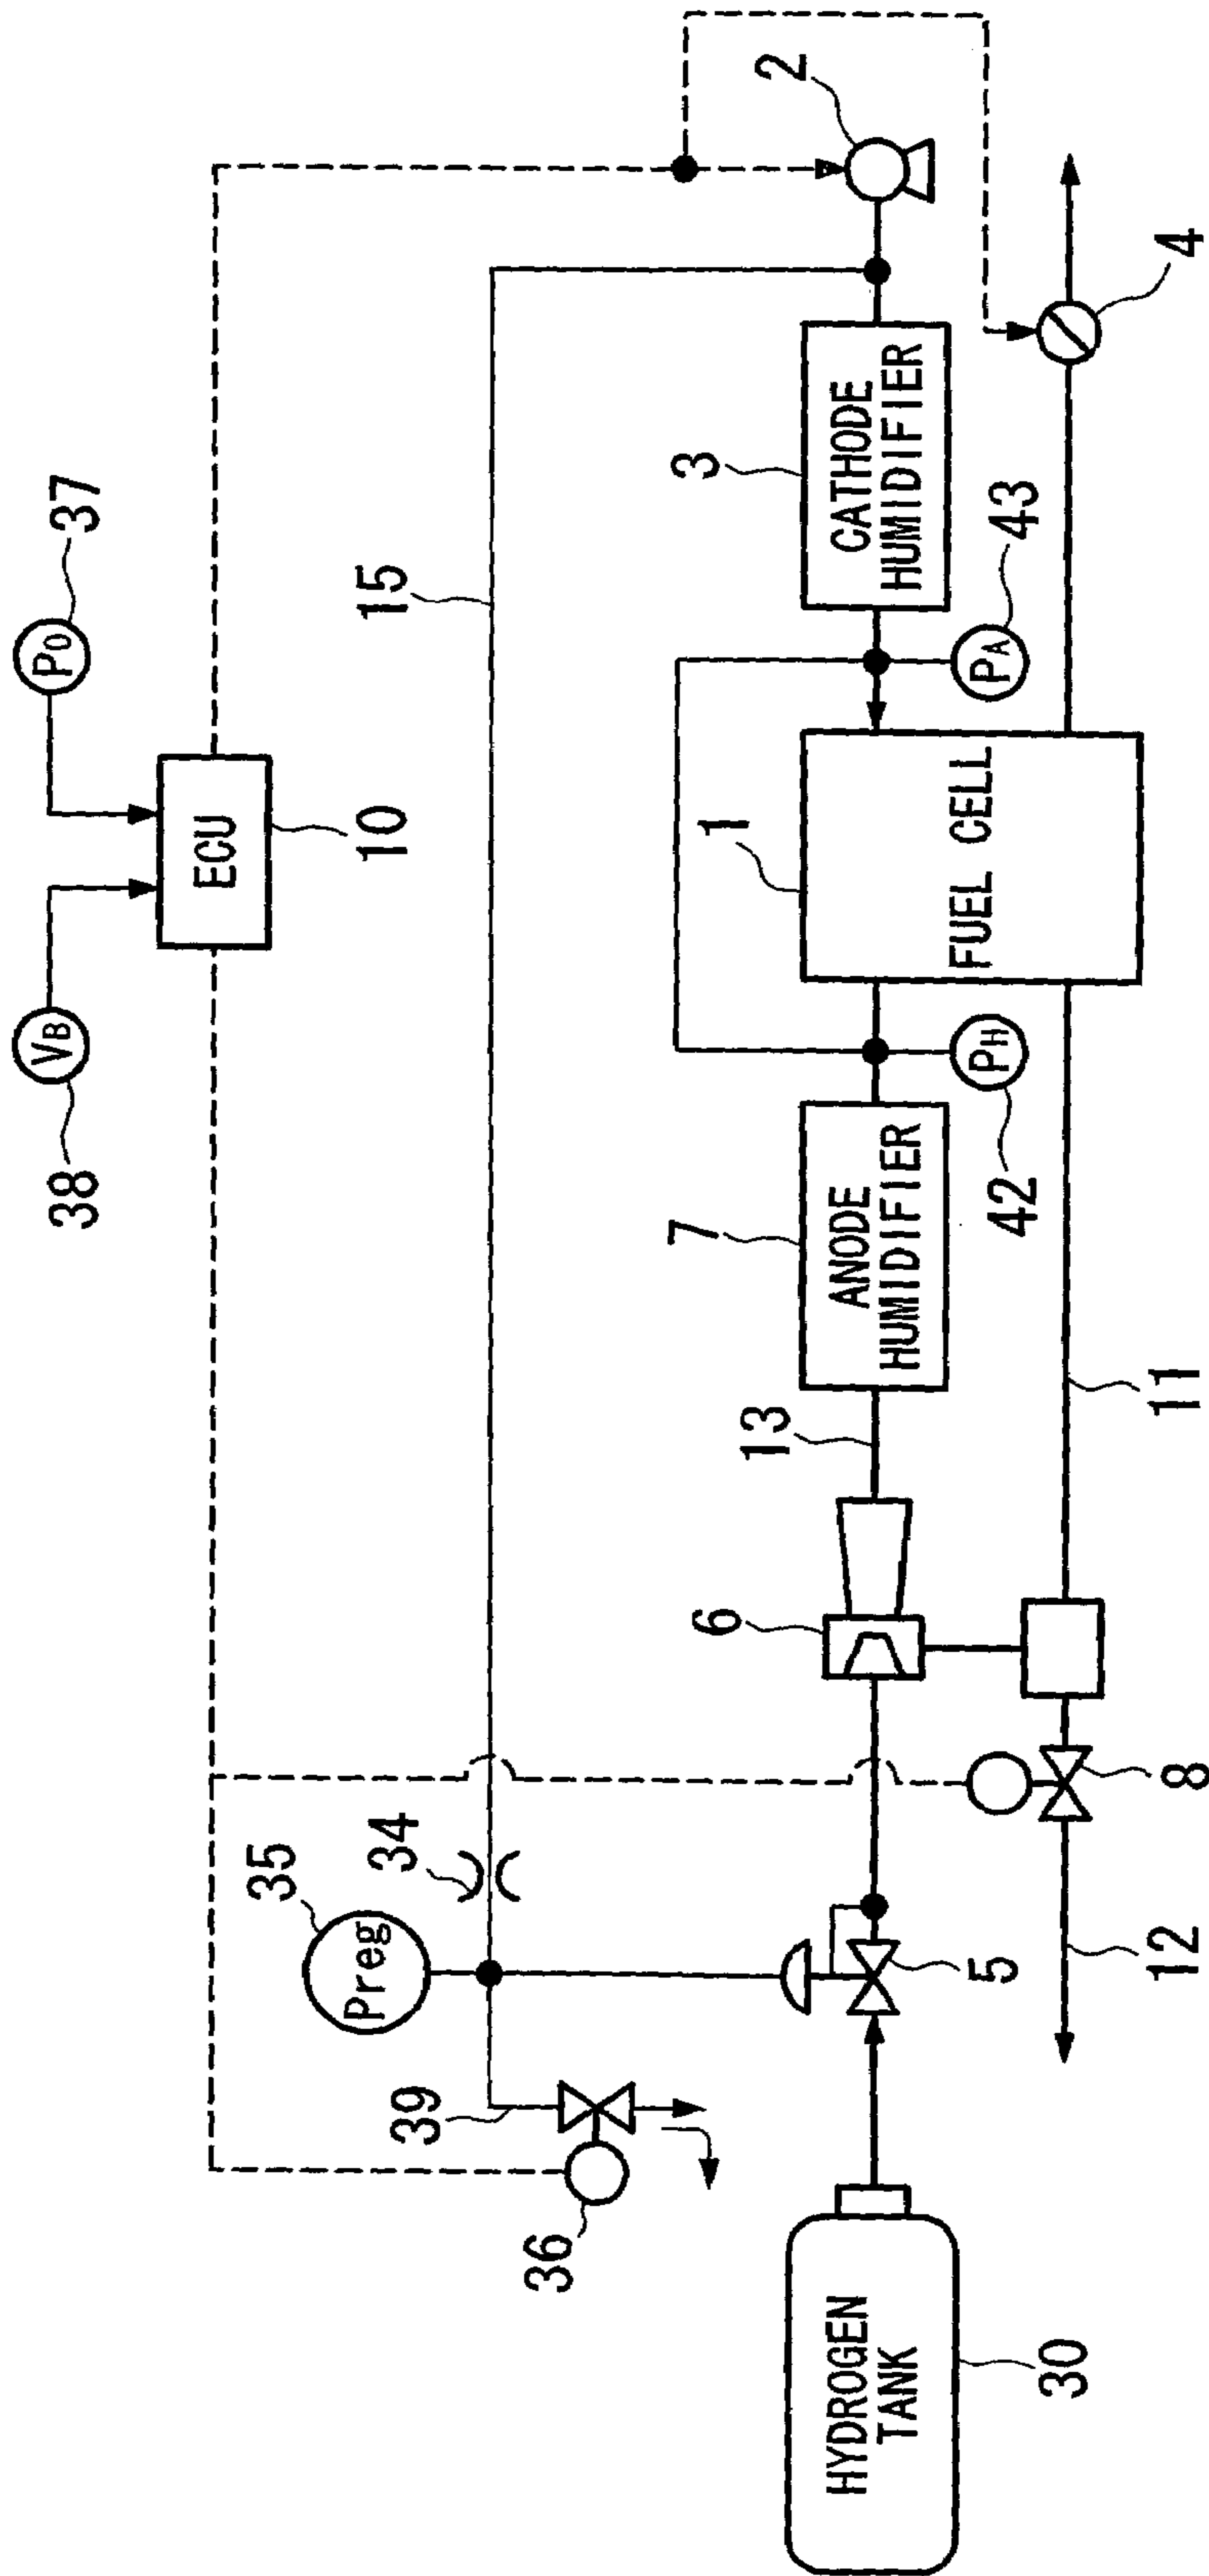 38
VB
P0
37
ECU
10
15
35
Preg
34
39
36
2
HYDROGEN
TANK
30
5
6
13
7
ANODE
HUMIDIFIER
PH
42
1
FUEL CELL
3
CATHODE
HUMIDIFIER
PA
43
4
12
8
11